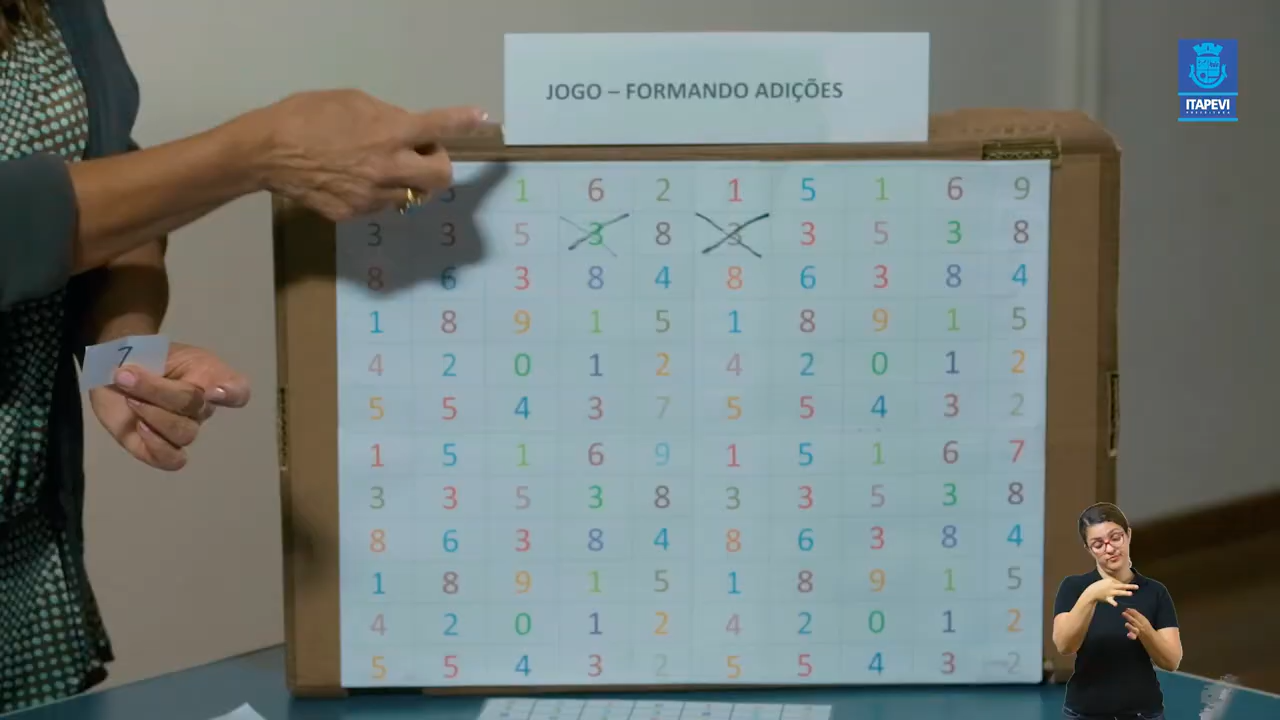 JOGO – FORMANDO ADIÇÕES
ITAPEVI
PREFEITURA
5 1 6 2 1 5 1 6 9
3 3 5 3 8 3 3 5 3 8
8 6 3 8 4 8 6 3 8 4
1 8 9 1 5 1 8 9 1 5
4 2 0 1 2 4 2 0 1 2
7
5 5 4 3 7 5 5 4 3 2
1 5 1 6 9 1 5 1 6 7
3 3 5 3 8 3 3 5 3 8
8 6 3 8 4 8 6 3 8 4
1 8 9 1 5 1 8 9 1 5
4 2 0 1 2 4 2 0 1 2
5 5 4 3 2 5 5 4 3 2